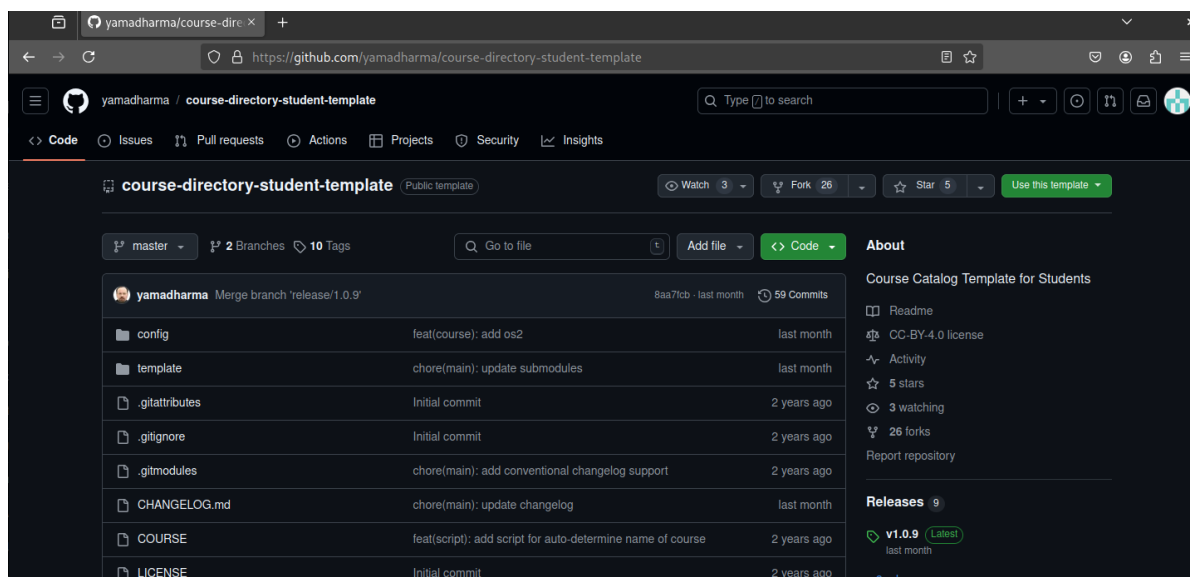 yamadharma/course-dire ×
+
https://github.com/yamadharma/course-directory-student-template
yamadharma / course-directory-student-template
Type / to search
Code Issues Pull requests Actions Projects Security Insights
course-directory-student-template Public template
Watch 3 Fork 26 Star 5 Use this template
master 2 Branches 10 Tags Go to file t Add file Code
About
Course Catalog Template for Students
yamadharma Merge branch 'release/1.0.9' 8aa7fcb · last month 59 Commits
config feat(course): add os2 last month
template chore(main): update submodules last month
.gitattributes Initial commit 2 years ago
.gitignore Initial commit 2 years ago
.gitmodules chore(main): add conventional changelog support 2 years ago
CHANGELOG.md chore(main): update changelog last month
COURSE feat(script): add script for auto-determine name of course 2 years ago
LICENSE Initial commit 2 years ago
Readme
CC-BY-4.0 license
Activity
5 stars
3 watching
26 forks
Report repository
Releases 9
v1.0.9 Latest
last month